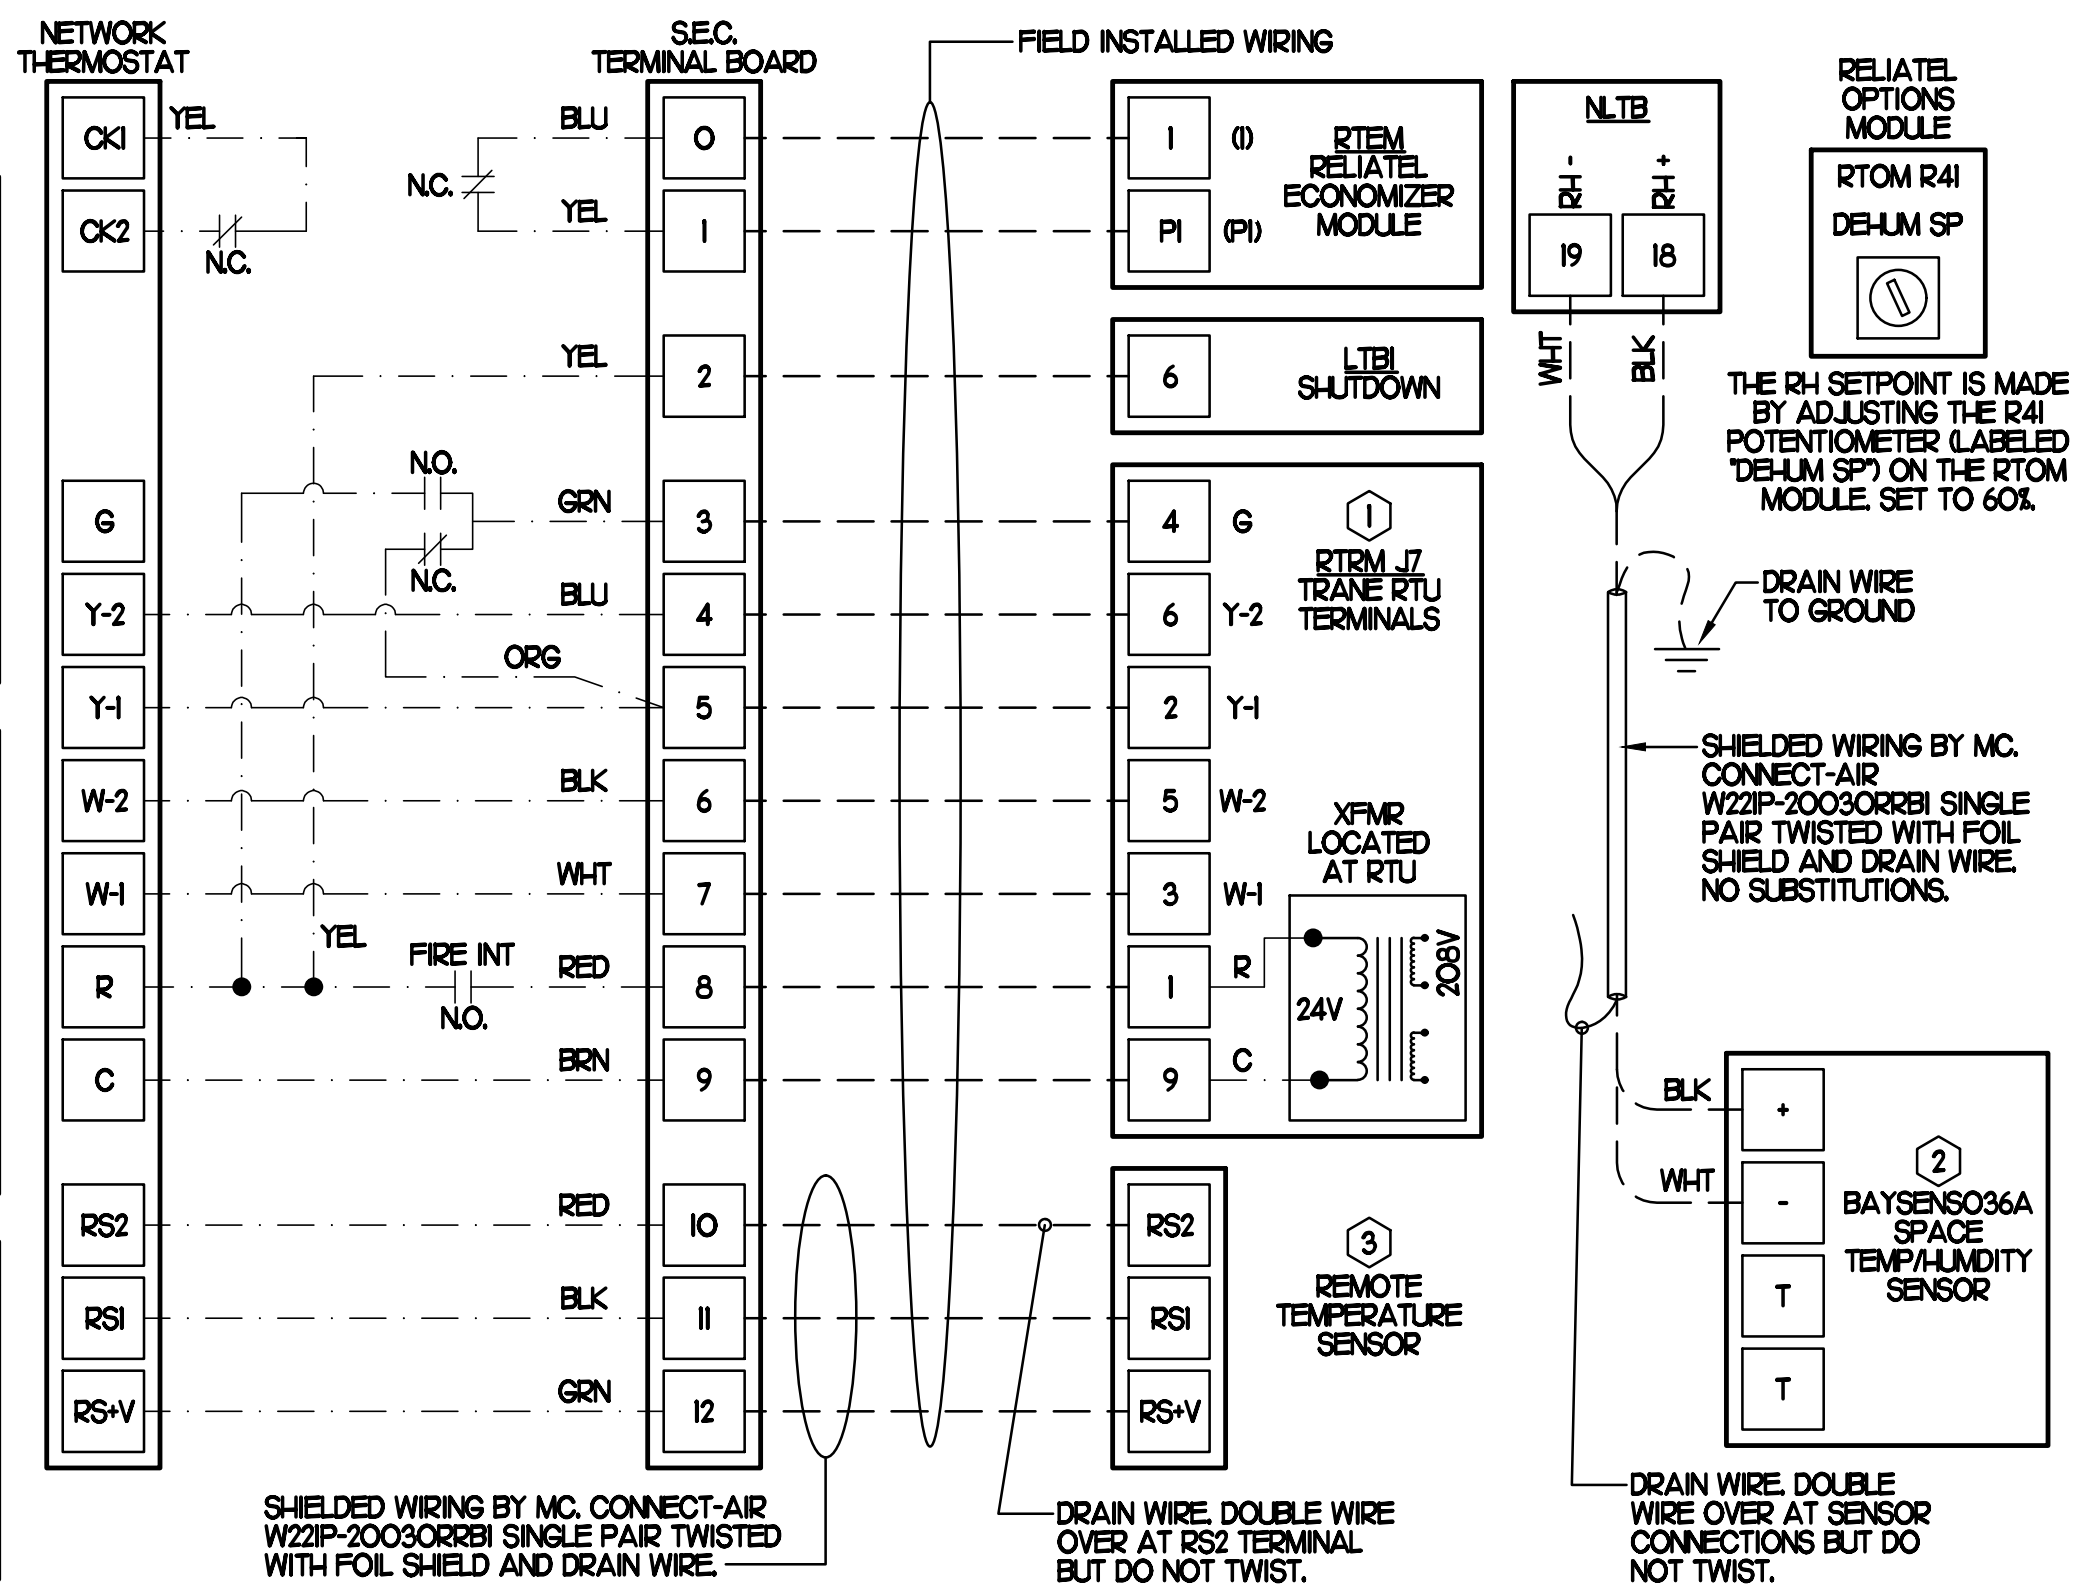 NETWORK
THERMOSTAT
CK1
CK2
G
Y-2
Y-1
W-2
W-1
R
C
RS2
RS1
RS+V
YEL
N.C.
N.C.
N.O.
N.C.
YEL
FIRE INT
N.O.
BLU
YEL
YEL
GRN
BLU
ORG
BLK
WHT
RED
BRN
RED
BLK
GRN
S.E.C.
TERMINAL BOARD
0
1
2
3
4
5
6
7
8
9
10
11
12
FIELD INSTALLED WIRING
1 (1)
P1 (P1)
RTEM
RELIATEL
ECONOMIZER
MODULE
6
LTB1
SHUTDOWN
4 G
6 Y-2
2 Y-1
5 W-2
3 W-1
1 R
9 C
1
RTRM J7
TRANE RTU
TERMINALS
XFMR
LOCATED
AT RTU
24V
208V
RS2
RS1
RS+V
3
REMOTE
TEMPERATURE
SENSOR
SHIELDED WIRING BY MC. CONNECT-AIR
W221P-20030RRB1 SINGLE PAIR TWISTED
WITH FOIL SHIELD AND DRAIN WIRE.
DRAIN WIRE. DOUBLE WIRE
OVER AT RS2 TERMINAL
BUT DO NOT TWIST.
NLTB
RH -
RH +
19
18
WHT
BLK
RELIATEL
OPTIONS
MODULE
RTOM R41
DEHUM SP
THE RH SETPOINT IS MADE
BY ADJUSTING THE R41
POTENTIOMETER (LABELED
"DEHUM SP") ON THE RTOM
MODULE. SET TO 60%.
DRAIN WIRE
TO GROUND
SHIELDED WIRING BY MC.
CONNECT-AIR
W221P-20030RRB1 SINGLE
PAIR TWISTED WITH FOIL
SHIELD AND DRAIN WIRE.
NO SUBSTITUTIONS.
BLK
WHT
+
-
T
T
2
BAYSENS036A
SPACE
TEMP/HUMDITY
SENSOR
DRAIN WIRE. DOUBLE
WIRE OVER AT SENSOR
CONNECTIONS BUT DO
NOT TWIST.